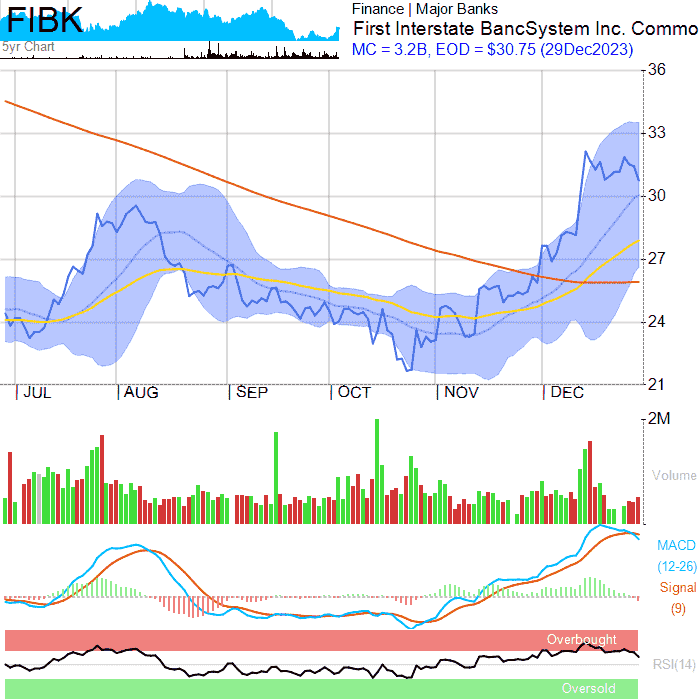 FIBK
Finance | Major Banks
First Interstate BancSystem Inc. Commo
5yr Chart
MC = 3.2B, EOD = $30.75 (29Dec2023)
36
33
30
27
24
21
JUL AUG SEP OCT NOV DEC
2M
Volume
MACD
(12-26)
Signal
(9)
Overbought
RSI(14)
Oversold